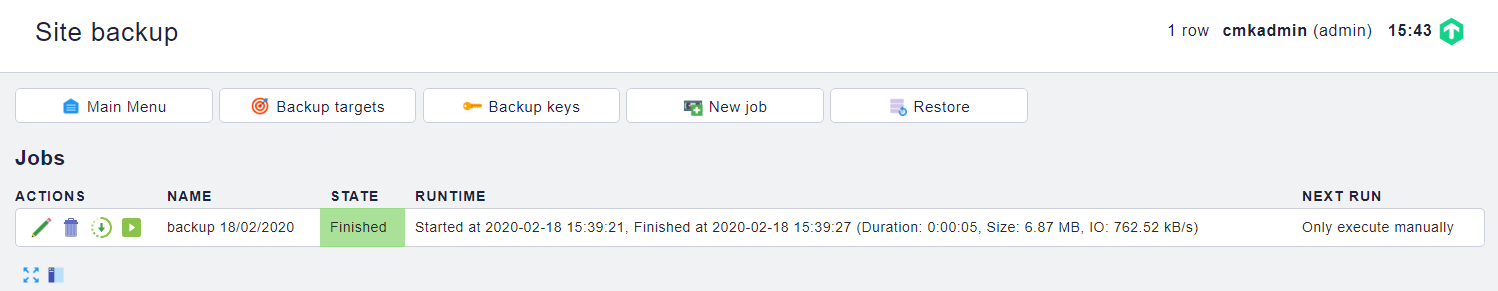 Site backup
1 row cmkadmin (admin) 15:43
Main Menu Backup targets Backup keys New job Restore
Jobs
ACTIONS NAME STATE RUNTIME NEXT RUN
backup 18/02/2020 Finished Started at 2020-02-18 15:39:21, Finished at 2020-02-18 15:39:27 (Duration: 0:00:05, Size: 6.87 MB, IO: 762.52 kB/s) Only execute manually